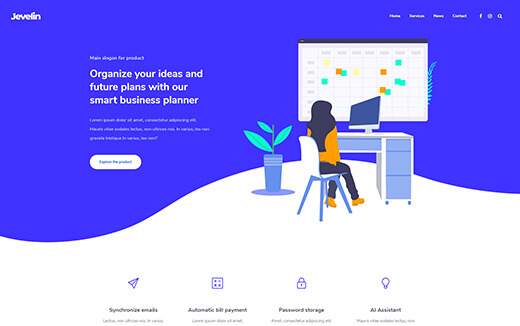 Jevelin
Home Services News Contact
Main slogan for product
Organize your ideas and
future plans with our
smart business planner
Lorem ipsum dolor sit amet, consectetur adipiscing elit.
Mauris vitae sodales lectus, non ultrices nisi. In varius, leo non
gravida tristique in varius, leo non?
Explore the product
Synchronize emails
Automatic bill payment
Password storage
AI Assistant
Lectus, non ultrices nisi. In varius,
Lorem ipsum dolor sit amet,
Amet, consectetur adipiscing elit.
Mauris vitae sodales lectus, non